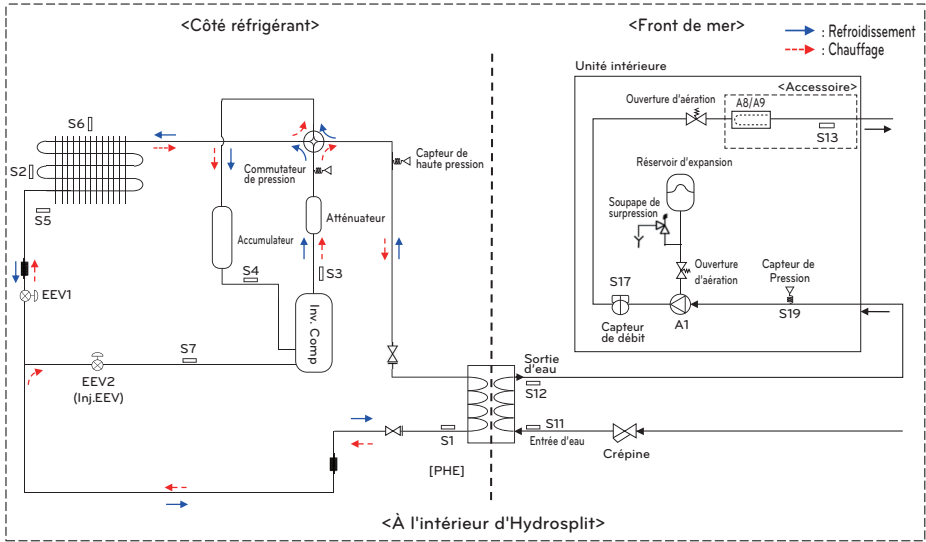 <Côté réfrigérant>
<Front de mer>
: Refroidissement
: Chauffage
Unité intérieure
<Accessoire>
Ouverture d'aération
A8/A9
S13
S6
S2
S5
Commutateur
de pression
Capteur de
haute pression
Réservoir d'expansion
Soupape de
surpression
Atténuateur
Accumulateur
S4
S3
Ouverture
d'aération
Capteur de
Pression
S17
S19
A1
Capteur
de débit
EEV1
Inv. Comp
S7
EEV2
(Inj.EEV)
Sortie
d'eau
S12
S1
S11
Entrée d'eau
Crépine
[PHE]
<À l'intérieur d'Hydrosplit>